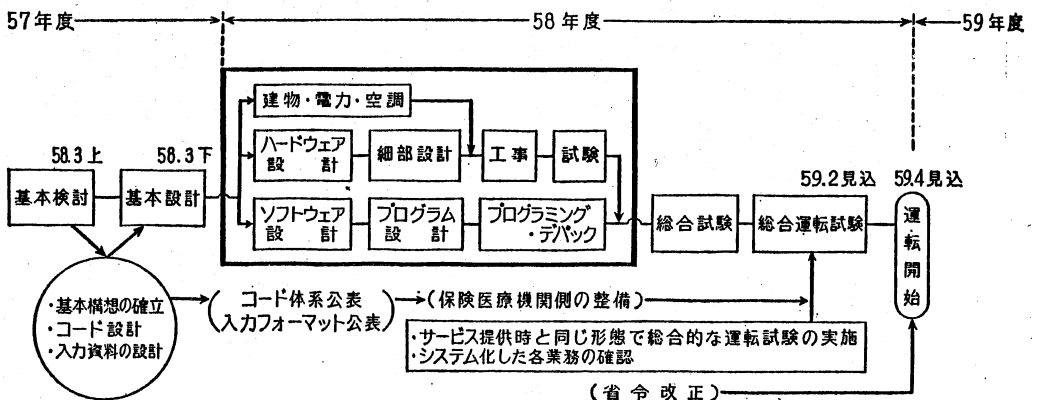 57年度
58年度
59年度
建物・電力・空調
58.3上
58.3下
ハードウェア
設計
細部設計
工事
試験
59.2見込
59.4見込
基本検討
基本設計
ソフトウェア
設計
プログラム
設計
プログラミング
・デバック
総合試験
総合運転試験
運転開始
・基本構想の確立
・コード設計
・入力資料の設計
(コード体系公表
入力フォーマット公表)
(保険医療機関側の整備)
・サービス提供時と同じ形態で総合的な運転試験の実施
・システム化した各業務の確認
(省令改正)